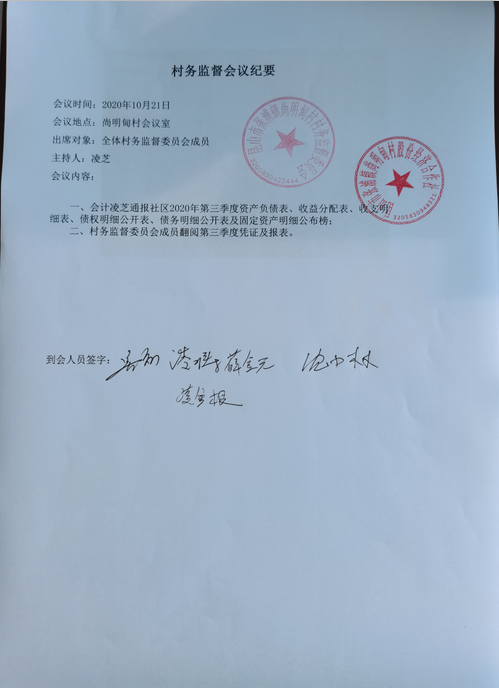 村务监督会议纪要
会议时间：2020年10月21日
会议地点：尚明甸村会议室
出席对象：全体村务监督委员会成员
主持人：凌芝
会议内容：
一、会计凌芝通报社区2020年第三季度资产负债表、收益分配表、收支明
细表、债权明细公开表、债务明细公开表及固定资产明细公布榜；
二、村务监督委员会成员翻阅第三季度凭证及报表。
到会人员签字：
薛金元 沈小林